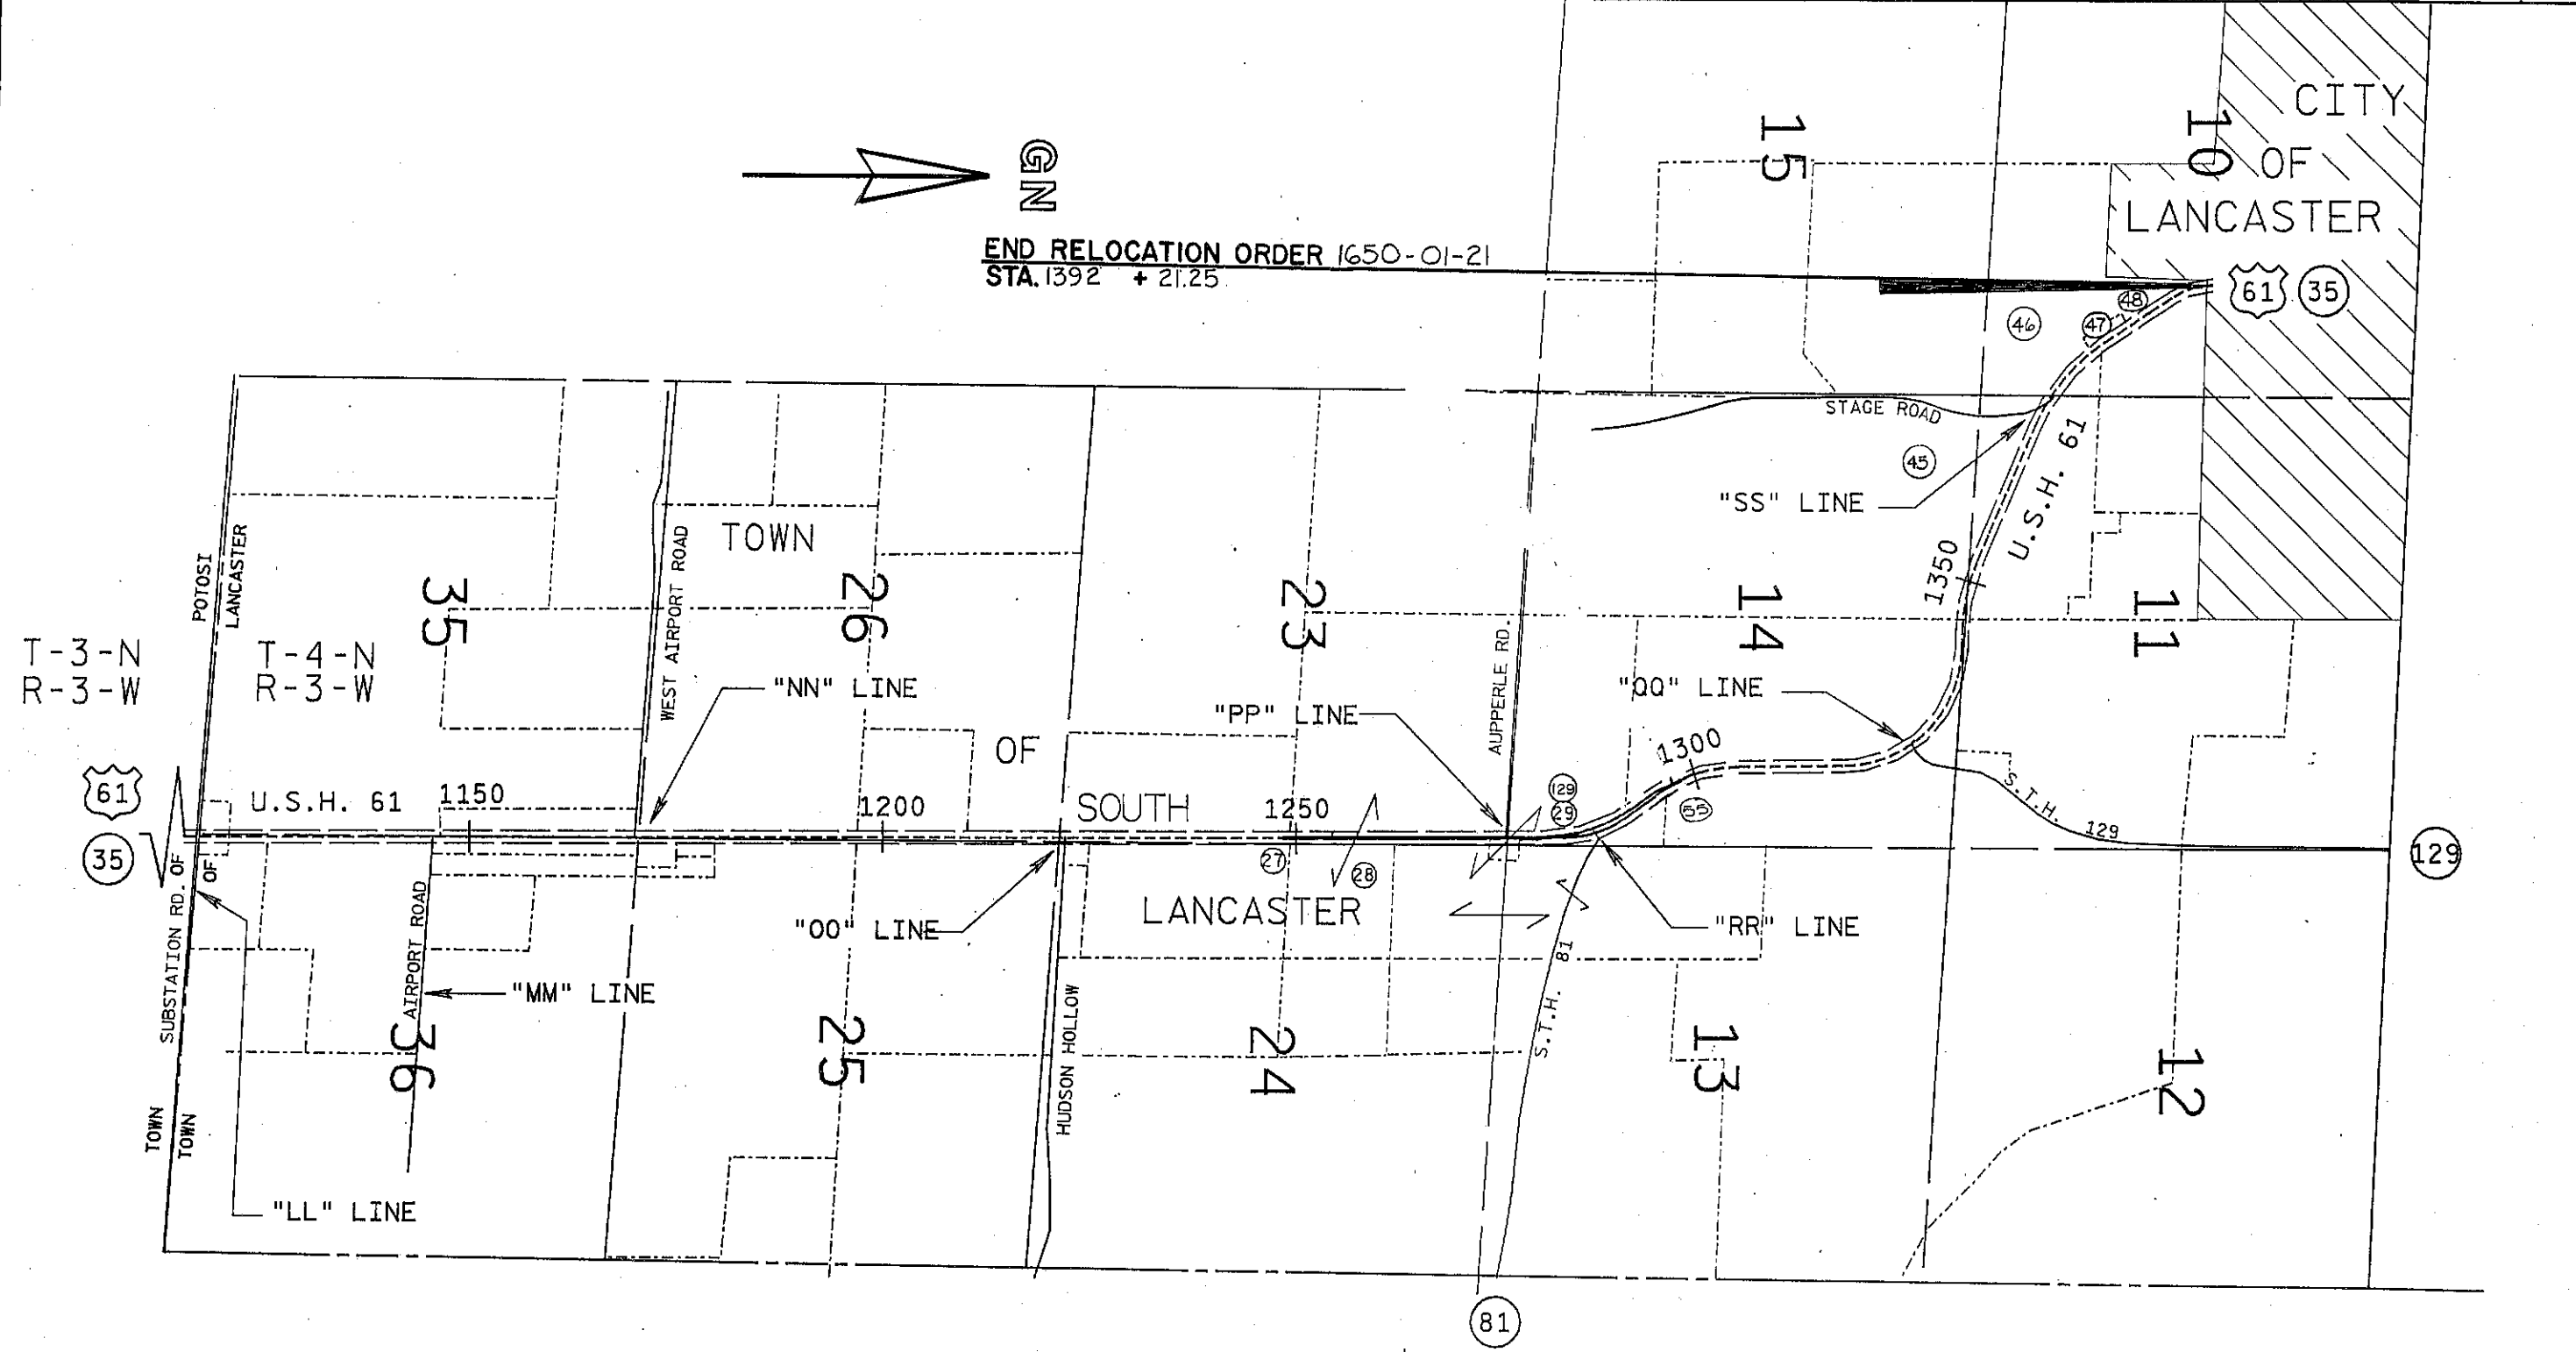 CITY
OF
LANCASTER
10
15
GN
END RELOCATION ORDER 1650-01-21
STA. 1392 + 21.25
61
35
48
47
46
STAGE ROAD
45
"SS" LINE
U.S.H. 61
1350
POTOSI
LANCASTER
TOWN
WEST AIRPORT ROAD
35
26
23
14
11
T-3-N
R-3-W
T-4-N
R-3-W
"NN" LINE
"PP" LINE
AUPPERLE RD.
"QQ" LINE
OF
1300
61
35
U.S.H. 61
1150
1200
SOUTH
1250
129
29
55
S.T.H. 129
129
27
28
LANCASTER
"OO" LINE
"RR" LINE
SUBSTATION RD. OF
OF
AIRPORT ROAD
"MM" LINE
HUDSON HOLLOW
S.T.H. 81
36
25
24
13
12
TOWN
TOWN
"LL" LINE
81